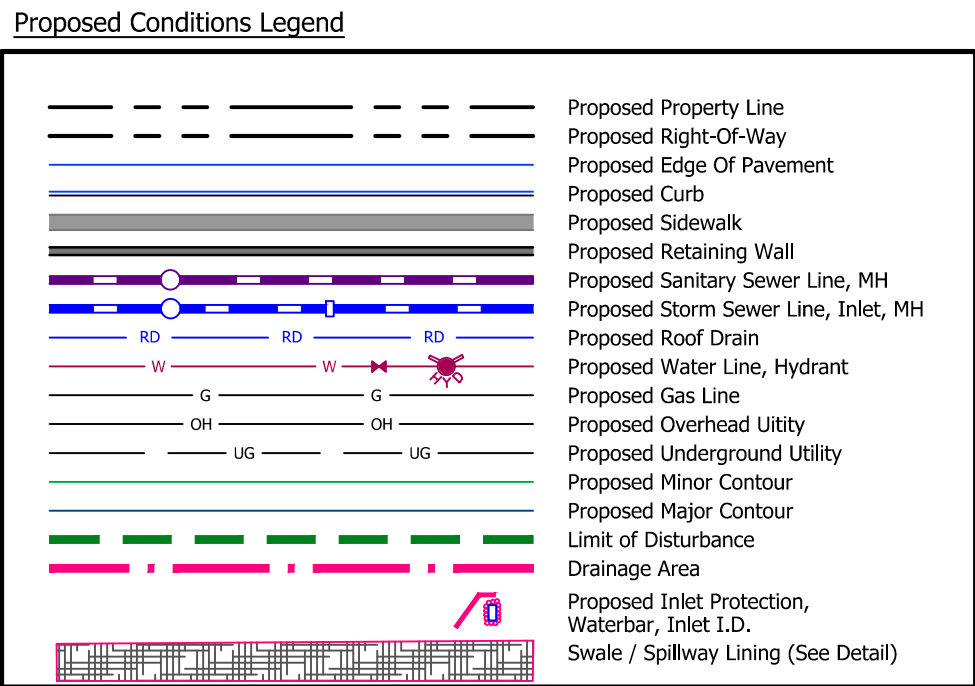 Proposed Conditions Legend
Proposed Property Line
Proposed Right-Of-Way
Proposed Edge Of Pavement
Proposed Curb
Proposed Sidewalk
Proposed Retaining Wall
Proposed Sanitary Sewer Line, MH
Proposed Storm Sewer Line, Inlet, MH
RD RD RD Proposed Roof Drain
W W HYD Proposed Water Line, Hydrant
G G Proposed Gas Line
OH OH Proposed Overhead Uitity
UG UG Proposed Underground Utility
Proposed Minor Contour
Proposed Major Contour
Limit of Disturbance
Drainage Area
Proposed Inlet Protection,
Waterbar, Inlet I.D.
Swale / Spillway Lining (See Detail)